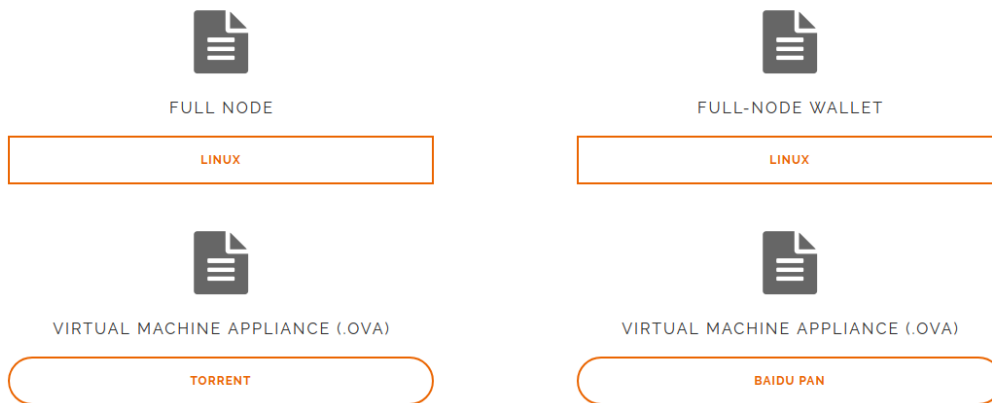 FULL NODE
FULL-NODE WALLET
LINUX
LINUX
VIRTUAL MACHINE APPLIANCE (.OVA)
VIRTUAL MACHINE APPLIANCE (.OVA)
TORRENT
BAIDU PAN